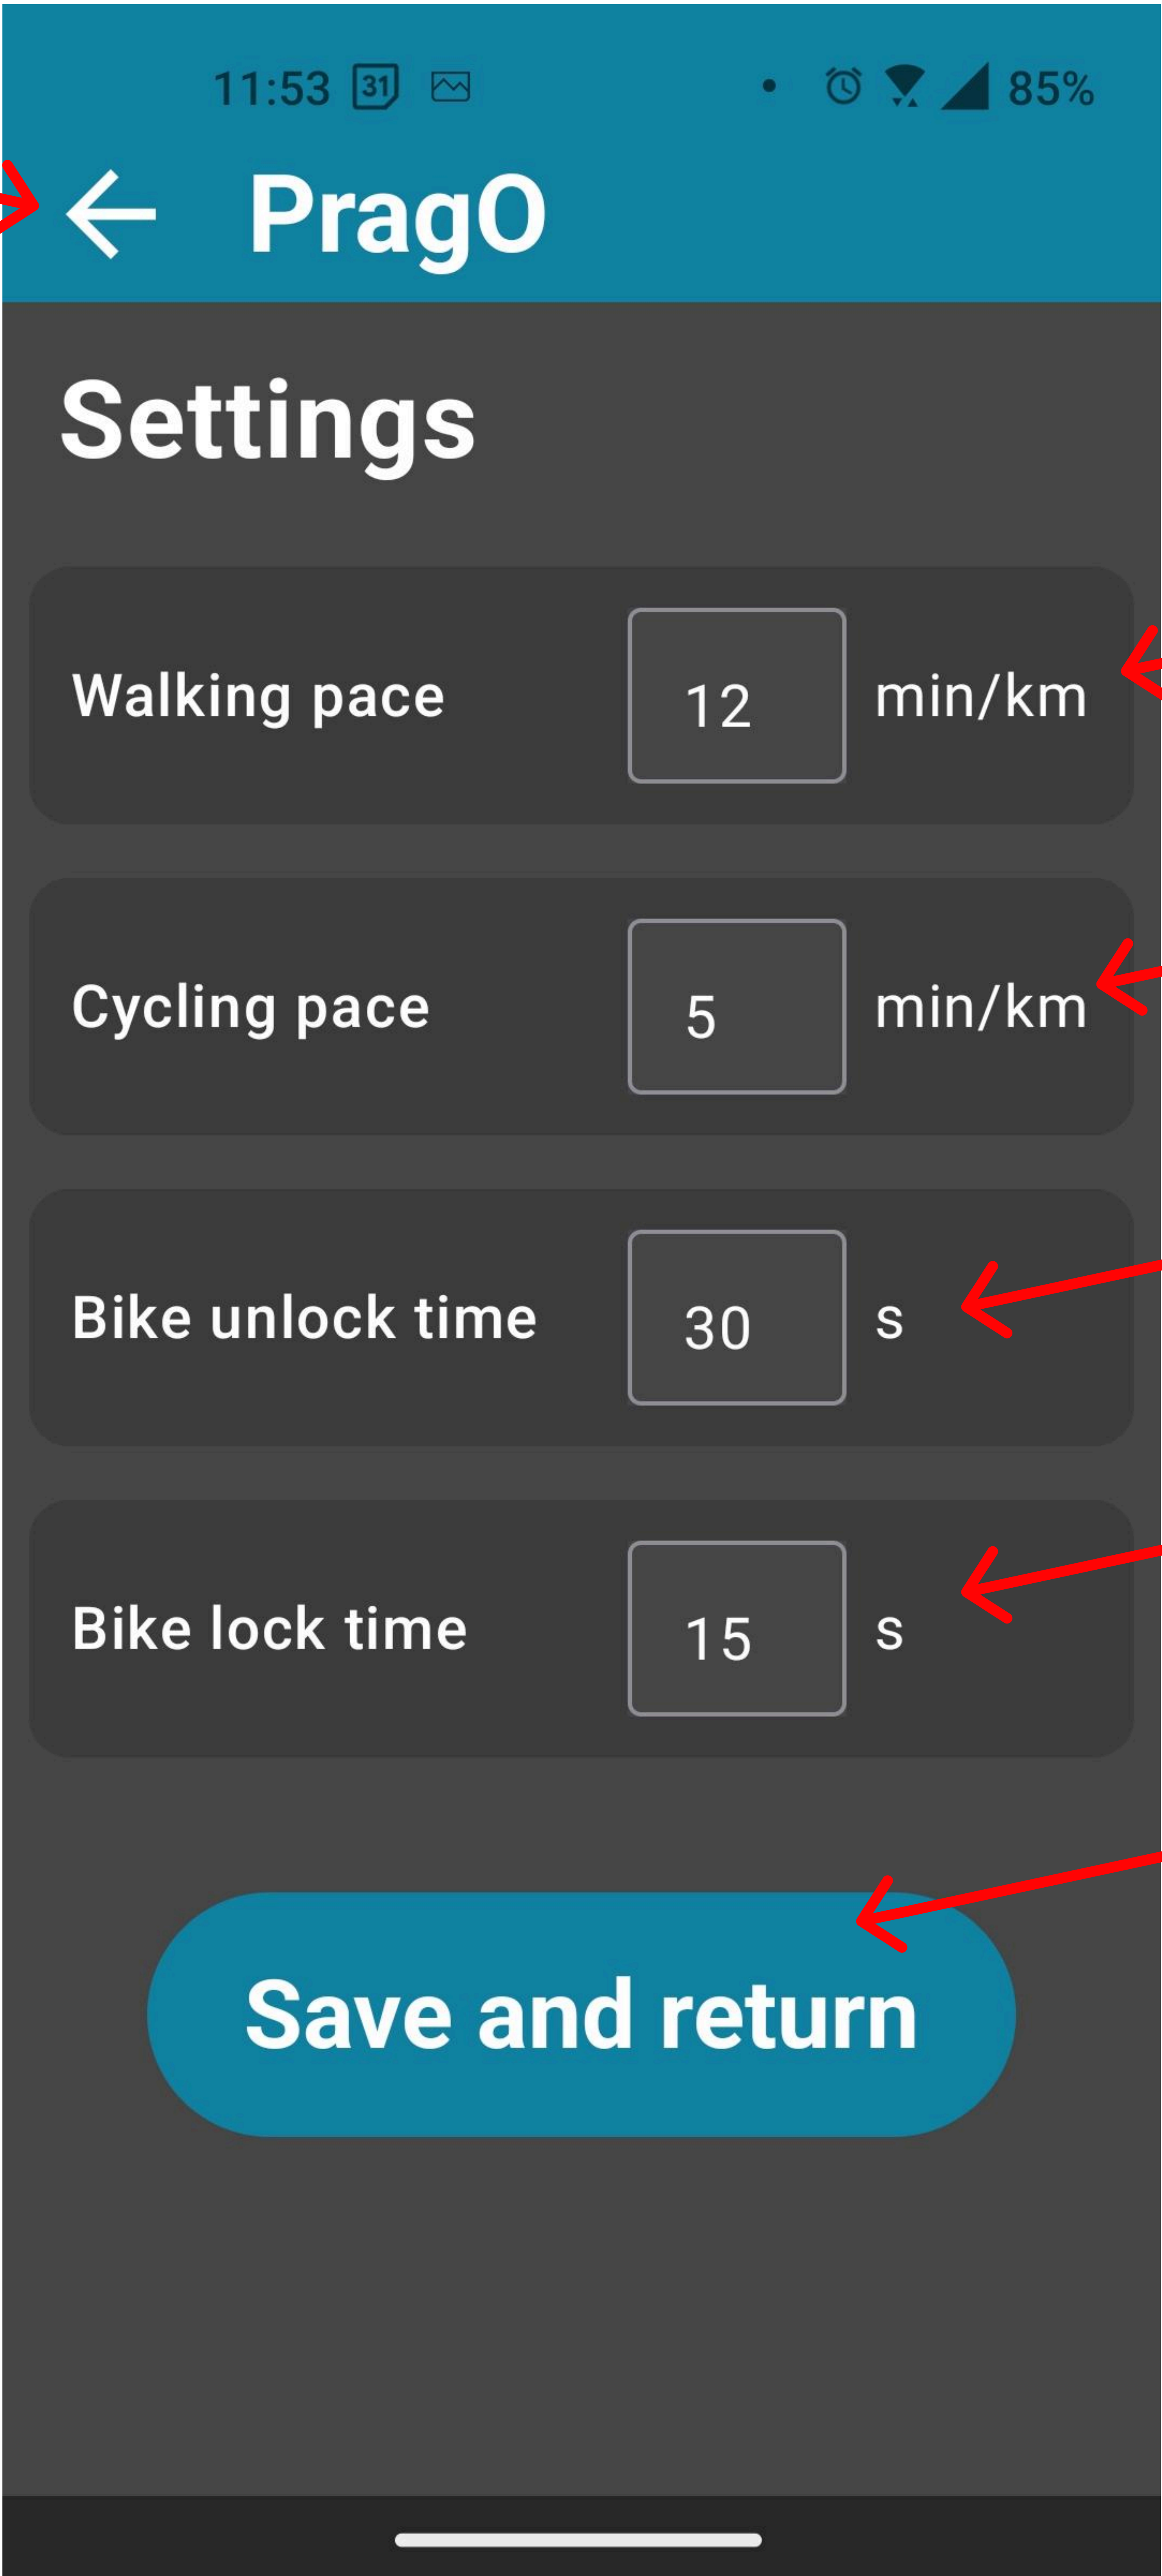 11:53 31 85%
PragO
Settings
Walking pace 12 min/km
Cycling pace 5 min/km
Bike unlock time 30 s
Bike lock time 15 s
Save and return